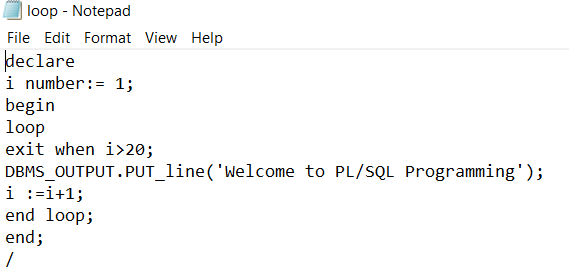 loop - Notepad
File Edit Format View Help
declare
i number:= 1;
begin
loop
exit when i>20;
DBMS_OUTPUT.PUT_line('Welcome to PL/SQL Programming');
i :=i+1;
end loop;
end;
/